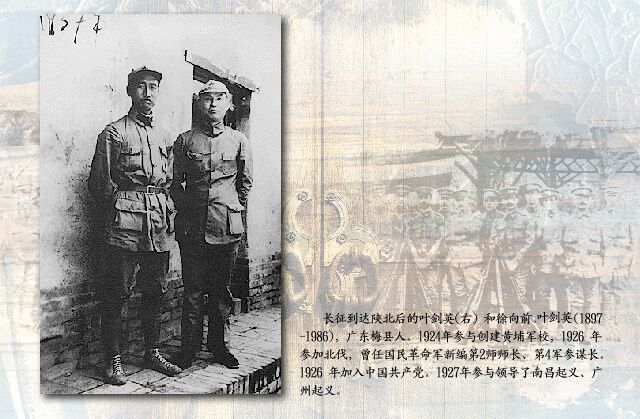 长征到达陕北后的叶剑英(右)和徐向前.叶剑英(1897
-1986)，广东梅县人．1924年参与创建黄埔军校，1926 年
参加北伐，曾任国民革命军新编第2师师长、第4军参谋长．
1926 年加入中国共产党．1927年参与领导了南昌起义、广
州起义。